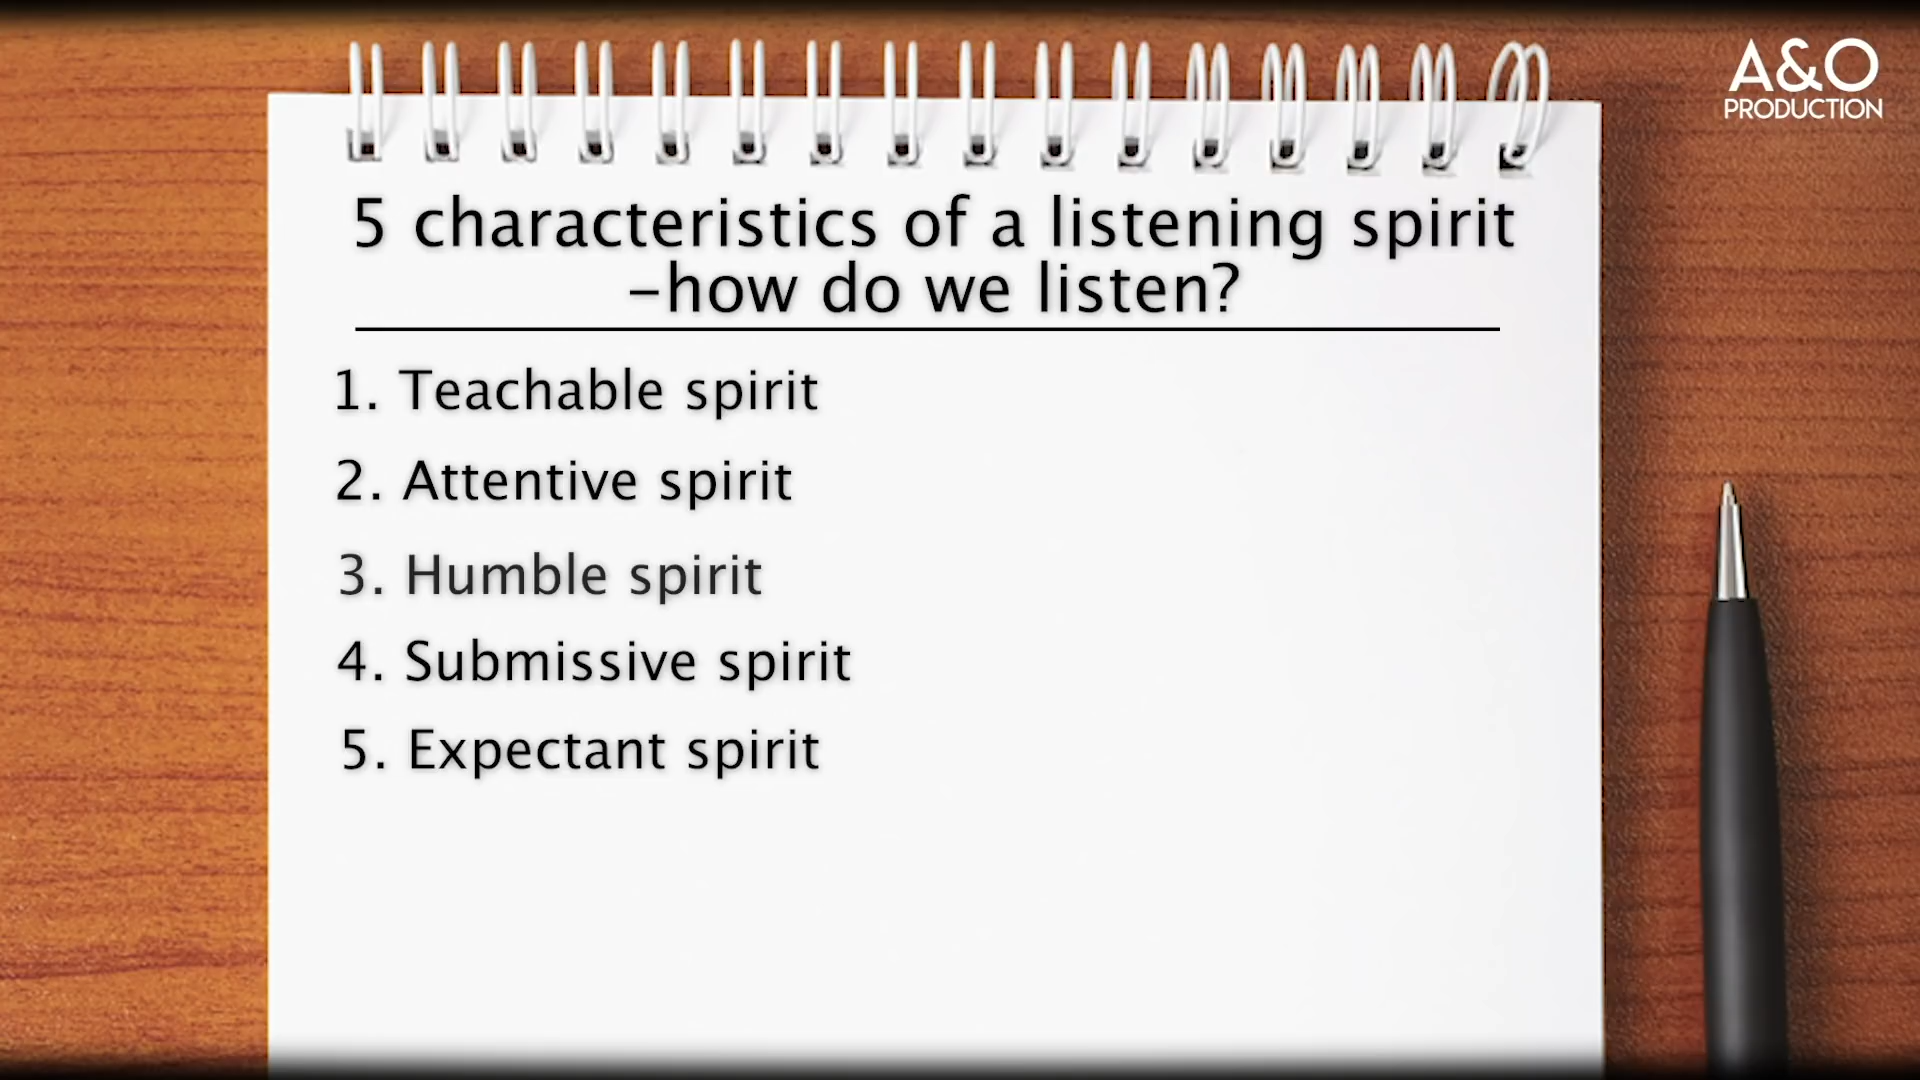 A&O
PRODUCTION
5 characteristics of a listening spirit
-how do we listen?
1. Teachable spirit
2. Attentive spirit
3. Humble spirit
4. Submissive spirit
5. Expectant spirit